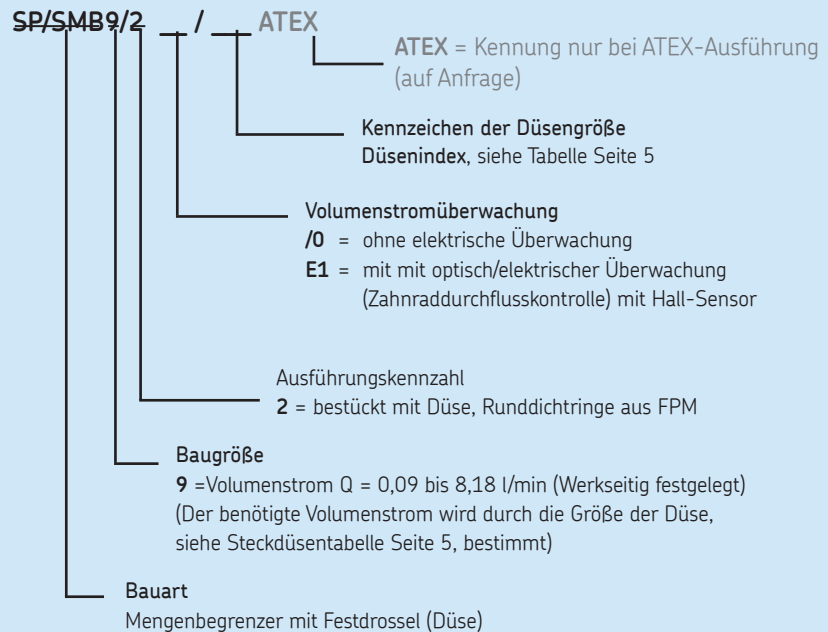 SP/SMB9/2 __ / ___ ATEX
ATEX = Kennung nur bei ATEX-Ausführung
(auf Anfrage)
Kennzeichen der Düsengröße
Düsenindex, siehe Tabelle Seite 5
Volumenstromüberwachung
/0 = ohne elektrische Überwachung
E1 = mit mit optisch/elektrischer Überwachung
(Zahnraddurchflusskontrolle) mit Hall-Sensor
Ausführungskennzahl
2 = bestückt mit Düse, Runddichtringe aus FPM
Baugröße
9 =Volumenstrom Q = 0,09 bis 8,18 l/min (Werkseitig festgelegt)
(Der benötigte Volumenstrom wird durch die Größe der Düse,
siehe Steckdüsentabelle Seite 5, bestimmt)
Bauart
Mengenbegrenzer mit Festdrossel (Düse)